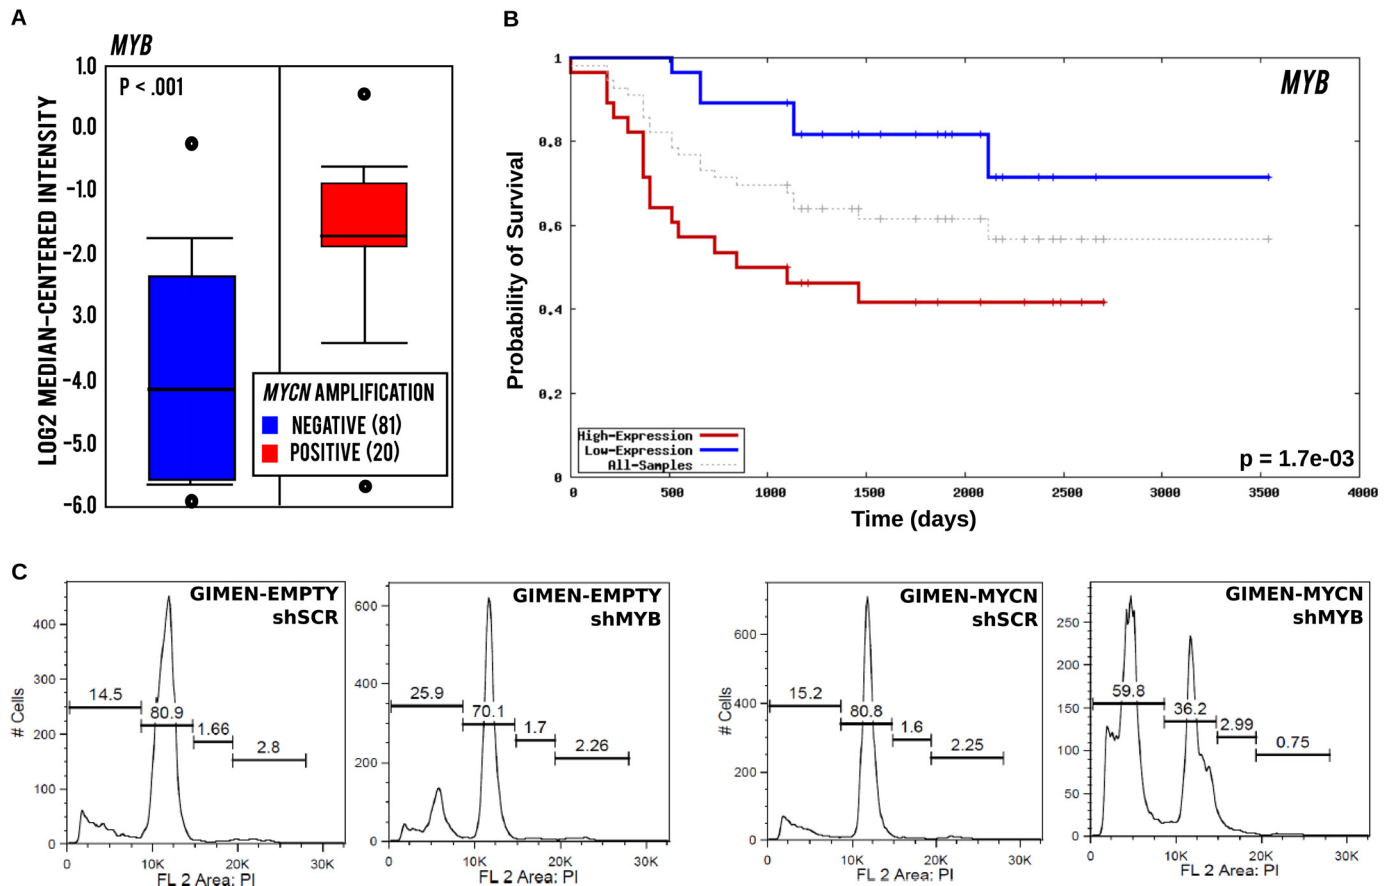 A
MYB
P < .001
LOG2 MEDIAN-CENTERED INTENSITY
1.0
0.0
-1.0
-2.0
3.0
-4.0
-5.0
-6.0
MYCN AMPLIFICATION
NEGATIVE (81)
POSITIVE (20)
B
MYB
Probability of Survival
1
0.8
0.6
0.4
0.2
0
High-Expression
Low-Expression
All-Samples
p = 1.7e-03
0 500 1000 1500 2000 2500 3000 3500 4000
Time (days)
C
GIMEN-EMPTY
shSCR
# Cells
400
300
200
100
0
14.5
80.9
1.66
2.8
0 10K 20K 30K
FL 2 Area: PI
GIMEN-EMPTY
shMYB
600
400
200
0
25.9
70.1
1.7
2.26
0 10K 20K 30K
FL 2 Area: PI
GIMEN-MYCN
shSCR
# Cells
600
400
200
0
15.2
80.8
1.6
2.25
0 10K 20K 30K
FL 2 Area: PI
GIMEN-MYCN
shMYB
250
200
150
100
50
0
59.8
36.2
2.99
0.75
0 10K 20K 30K
FL 2 Area: PI